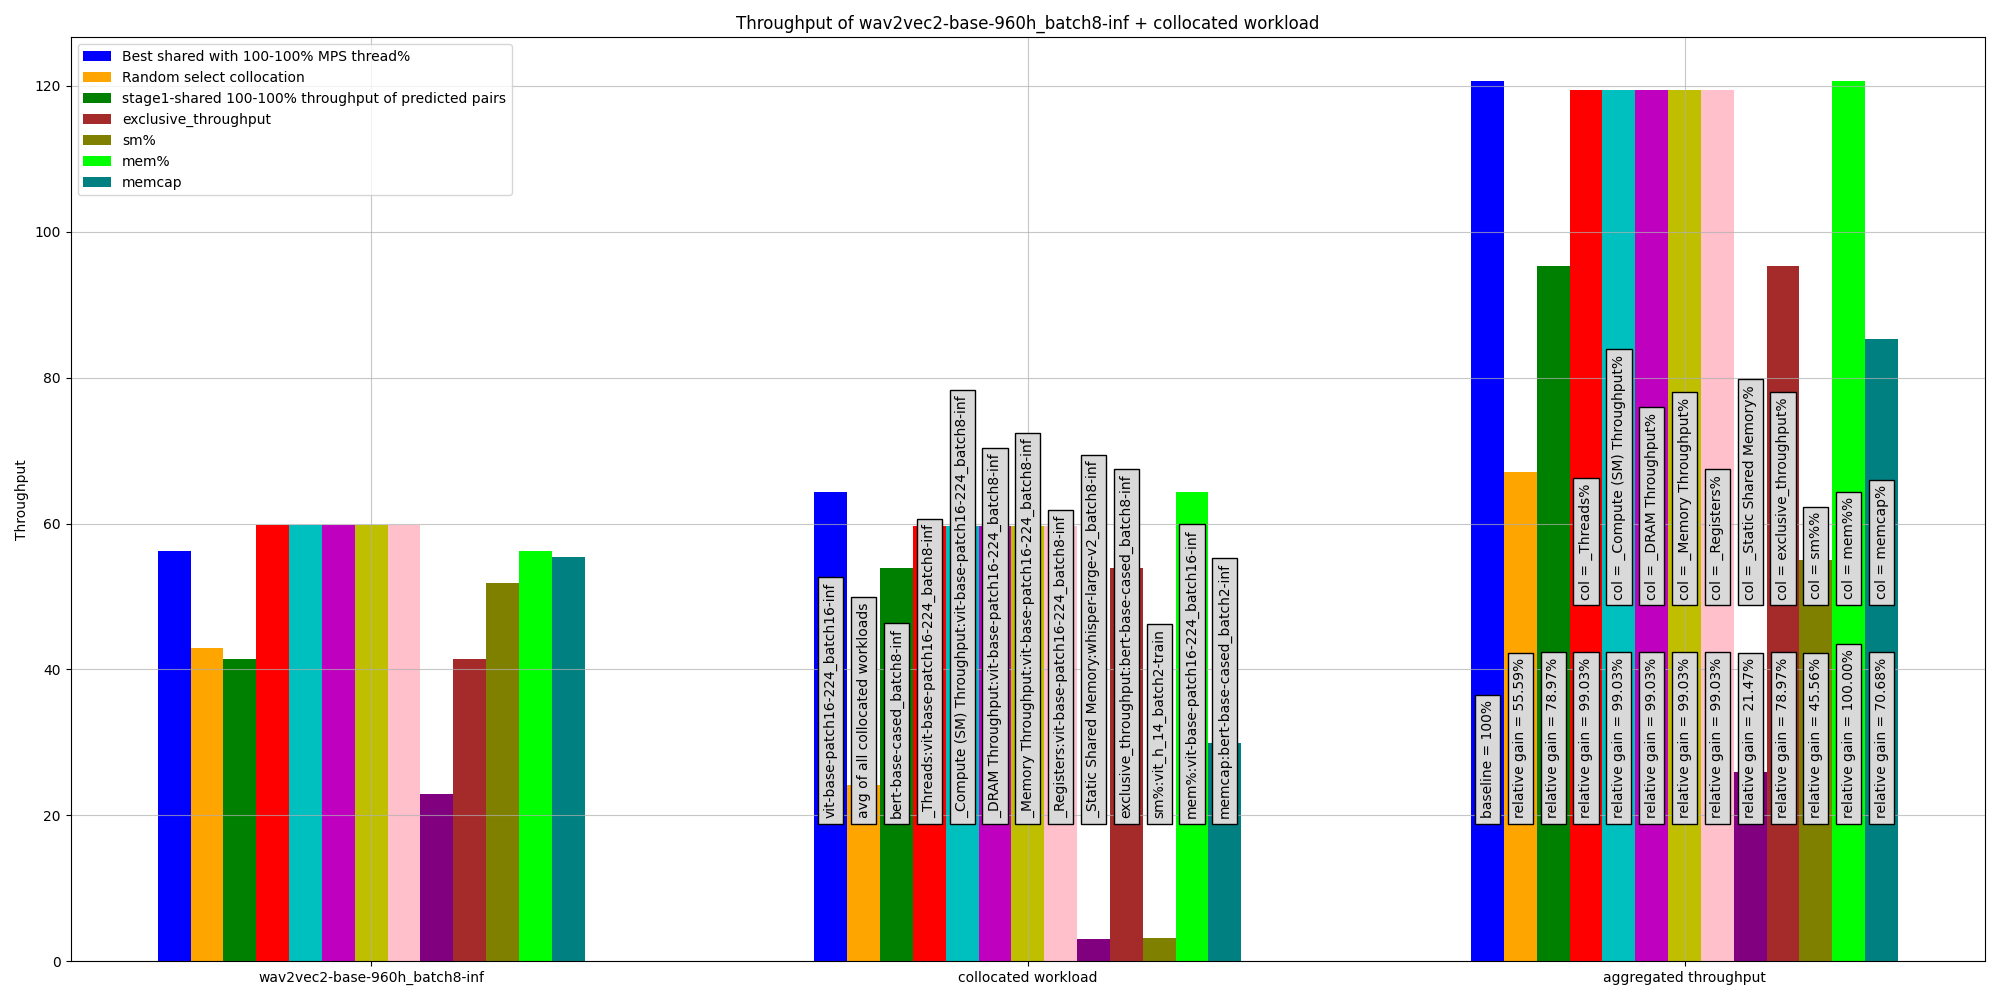 Throughput of wav2vec2-base-960h_batch8-inf + collocated workload
Best shared with 100-100% MPS thread%
Random select collocation
stage1-shared 100-100% throughput of predicted pairs
exclusive_throughput
sm%
mem%
memcap
Throughput
120
100
80
60
40
20
0
vit-base-patch16-224_batch16-inf
avg of all collocated workloads
bert-base-cased_batch8-inf
_Threads:vit-base-patch16-224_batch8-inf
_Compute (SM) Throughput:vit-base-patch16-224_batch8-inf
_DRAM Throughput:vit-base-patch16-224_batch8-inf
_Memory Throughput:vit-base-patch16-224_batch8-inf
_Registers:vit-base-patch16-224_batch8-inf
_Static Shared Memory:whisper-large-v2_batch8-inf
exclusive_throughput:bert-base-cased_batch8-inf
sm%:vit_h_14_batch2-train
mem%:vit-base-patch16-224_batch16-inf
memcap:bert-base-cased_batch2-inf
col = _Threads%
col = _Compute (SM) Throughput%
col = _DRAM Throughput%
col = _Memory Throughput%
col = _Registers%
col = _Static Shared Memory%
col = exclusive_throughput%
col = sm%%
col = mem%%
col = memcap%
baseline = 100%
relative gain = 55.59%
relative gain = 78.97%
relative gain = 99.03%
relative gain = 99.03%
relative gain = 99.03%
relative gain = 99.03%
relative gain = 99.03%
relative gain = 21.47%
relative gain = 78.97%
relative gain = 45.56%
relative gain = 100.00%
relative gain = 70.68%
wav2vec2-base-960h_batch8-inf
collocated workload
aggregated throughput